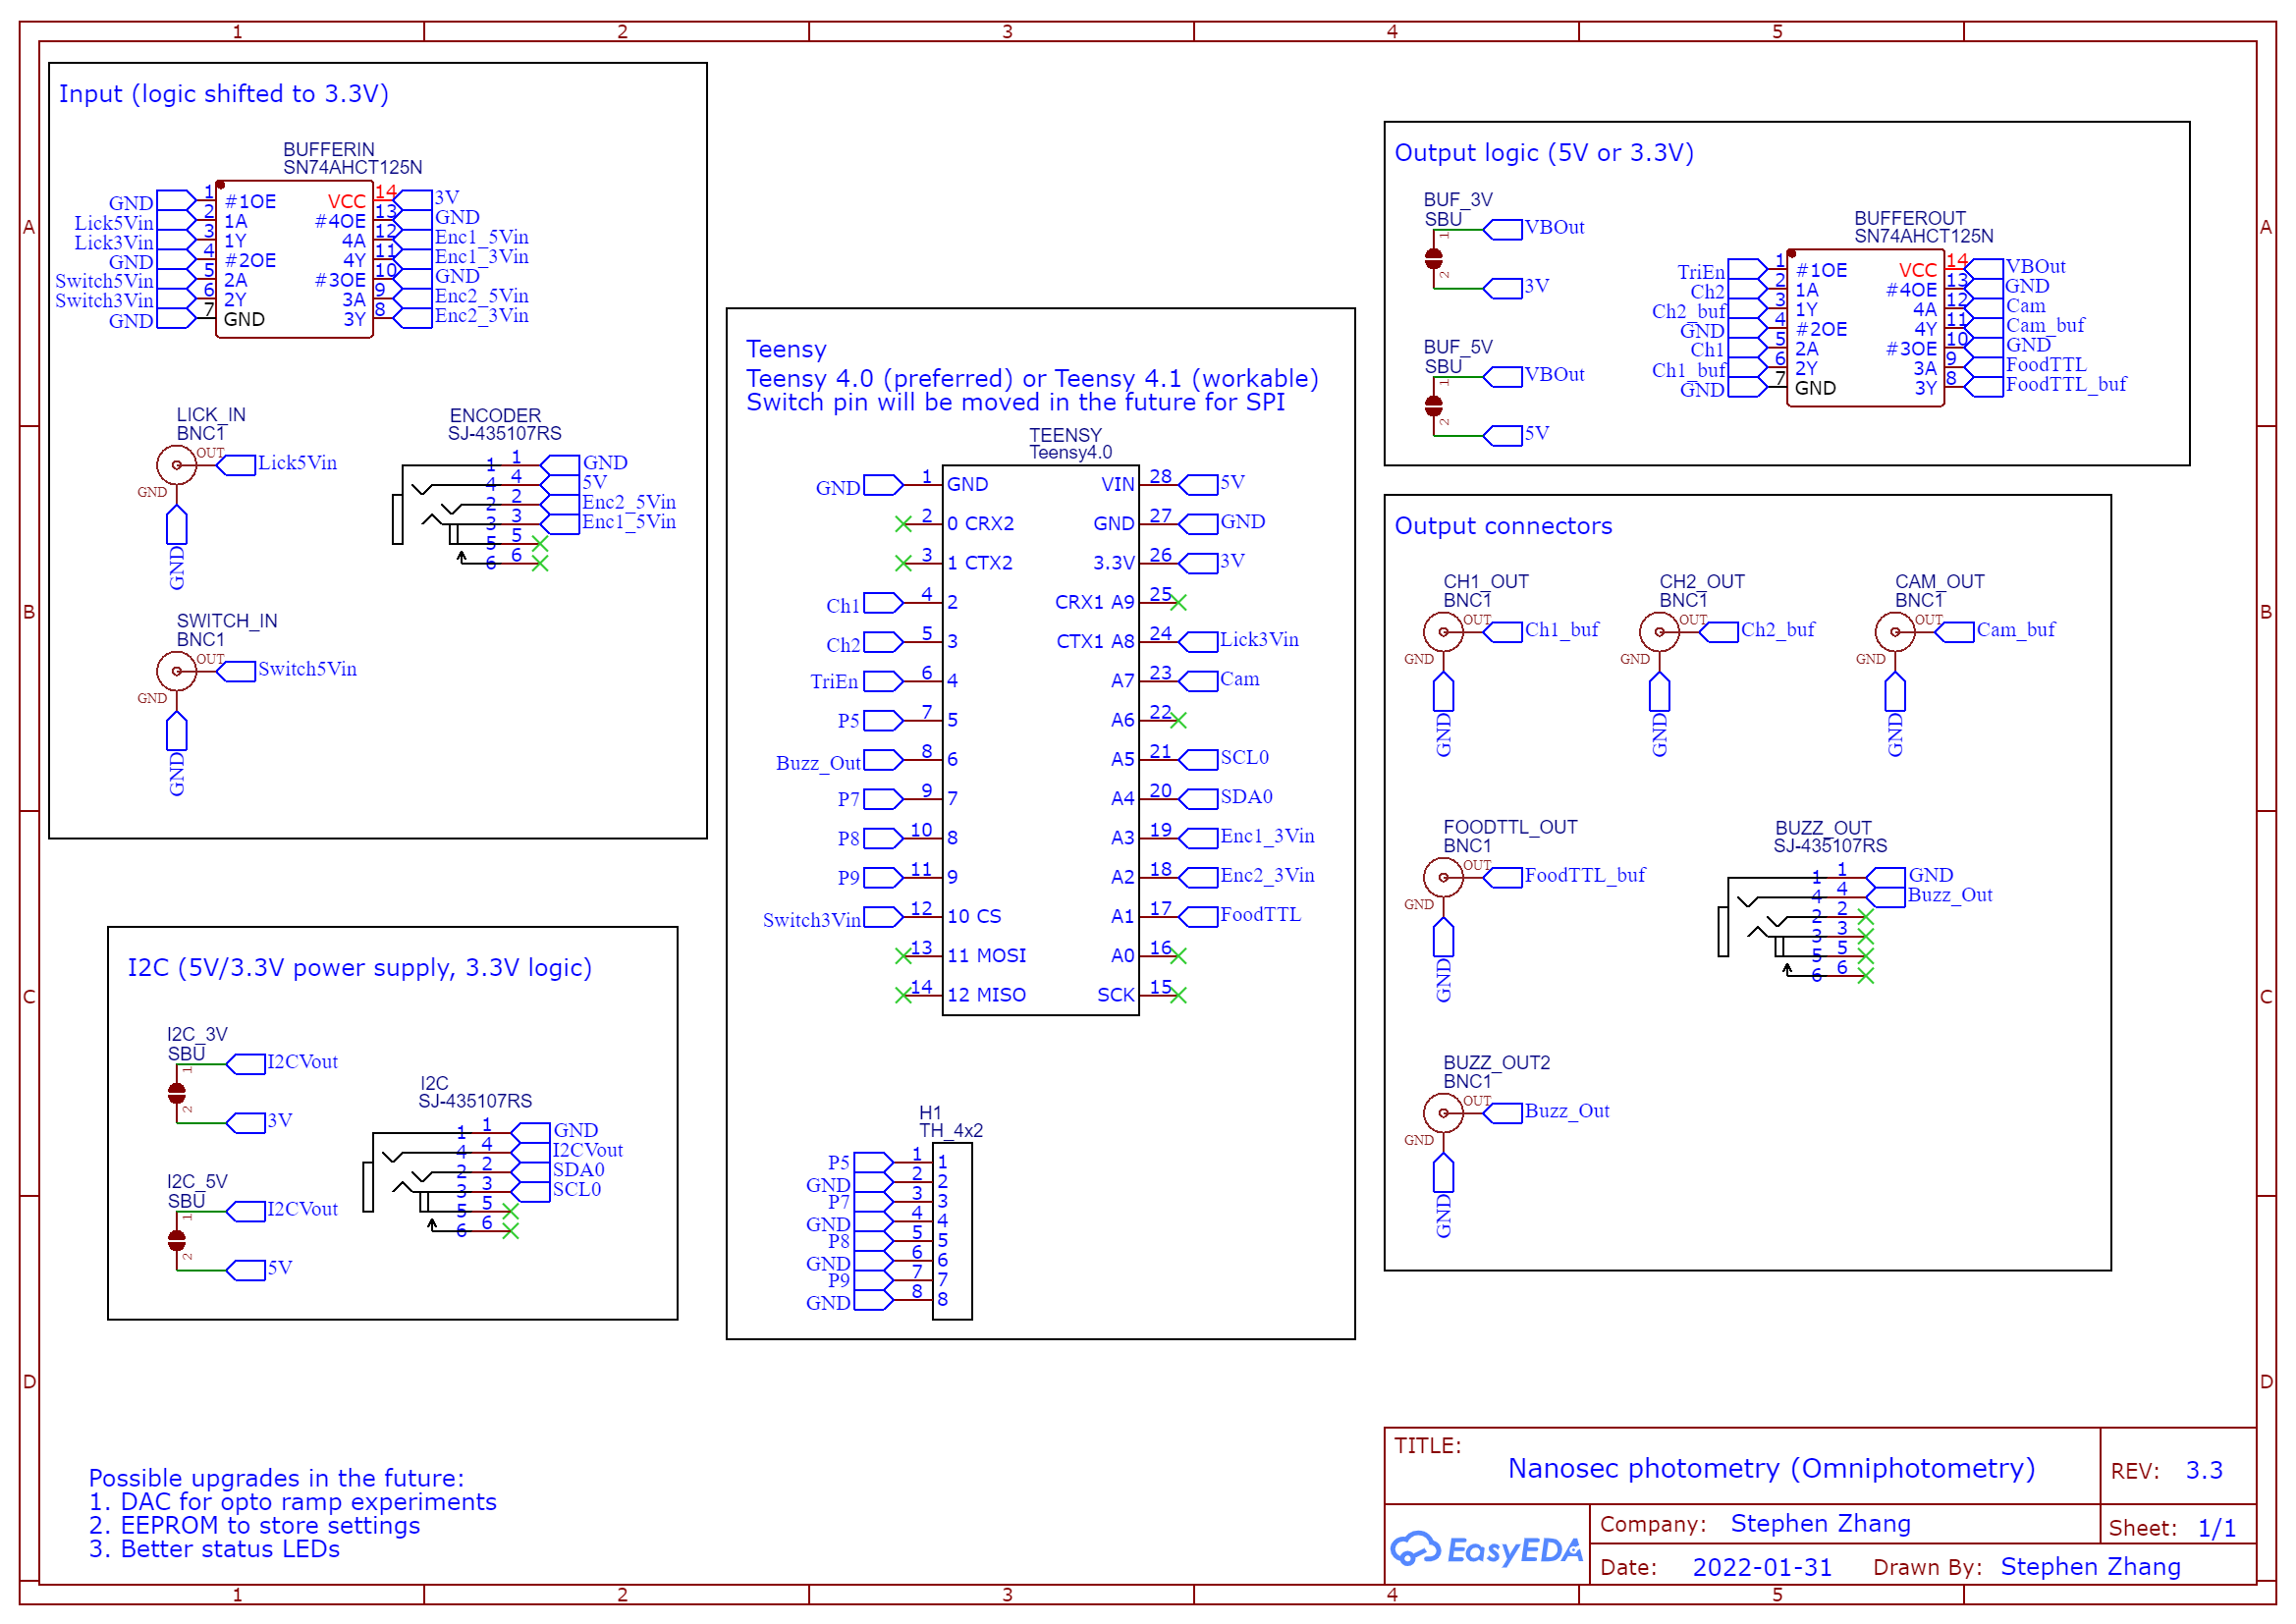 1 2 3 4 5
A
B
C
D
A
B
C
D
Input (logic shifted to 3.3V)
BUFFERIN
SN74AHCT125N
GND 1 #1OE VCC 14 3V
Lick5Vin 2 1A #4OE 13 GND
Lick3Vin 3 1Y 4A 12 Enc1_5Vin
GND 4 #2OE 4Y 11 Enc1_3Vin
Switch5Vin 5 2A #3OE 10 GND
Switch3Vin 6 2Y 3A 9 Enc2_5Vin
GND 7 GND 3Y 8 Enc2_3Vin
LICK_IN
BNC1
OUT
Lick5Vin
GND
GND
ENCODER
SJ-435107RS
1 1 GND
4 4 5V
2 2 Enc2_5Vin
3 3 Enc1_5Vin
5 5
6 6
SWITCH_IN
BNC1
OUT
Switch5Vin
GND
GND
I2C (5V/3.3V power supply, 3.3V logic)
I2C_3V
SBU
1 I2CVout
2 3V
I2C_5V
SBU
1 I2CVout
2 5V
I2C
SJ-435107RS
1 1 GND
4 4 I2CVout
2 2 SDA0
3 3 SCL0
5 5
6 6
Teensy
Teensy 4.0 (preferred) or Teensy 4.1 (workable)
Switch pin will be moved in the future for SPI
TEENSY
Teensy4.0
GND 1 GND VIN 28 5V
2 0 CRX2 GND 27 GND
3 1 CTX2 3.3V 26 3V
Ch1 4 2 CRX1 A9 25
Ch2 5 3 CTX1 A8 24 Lick3Vin
TriEn 6 4 A7 23 Cam
P5 7 5 A6 22
Buzz_Out 8 6 A5 21 SCL0
P7 9 7 A4 20 SDA0
P8 10 8 A3 19 Enc1_3Vin
P9 11 9 A2 18 Enc2_3Vin
Switch3Vin 12 10 CS A1 17 FoodTTL
13 11 MOSI A0 16
14 12 MISO SCK 15
H1
TH_4x2
P5 1 1
GND 2 2
P7 3 3
GND 4 4
P8 5 5
GND 6 6
P9 7 7
GND 8 8
Output logic (5V or 3.3V)
BUF_3V
SBU
1 VBOut
2 3V
BUF_5V
SBU
1 VBOut
2 5V
BUFFEROUT
SN74AHCT125N
TriEn 1 #1OE VCC 14 VBOut
Ch2 2 1A #4OE 13 GND
Ch2_buf 3 1Y 4A 12 Cam
GND 4 #2OE 4Y 11 Cam_buf
Ch1 5 2A #3OE 10 GND
Ch1_buf 6 2Y 3A 9 FoodTTL
GND 7 GND 3Y 8 FoodTTL_buf
Output connectors
CH1_OUT
BNC1
OUT
Ch1_buf
GND
GND
CH2_OUT
BNC1
OUT
Ch2_buf
GND
GND
CAM_OUT
BNC1
OUT
Cam_buf
GND
GND
FOODTTL_OUT
BNC1
OUT
FoodTTL_buf
GND
GND
BUZZ_OUT
SJ-435107RS
1 1 GND
4 4 Buzz_Out
2 2
3 3
5 5
6 6
BUZZ_OUT2
BNC1
OUT
Buzz_Out
GND
GND
Possible upgrades in the future:
1. DAC for opto ramp experiments
2. EEPROM to store settings
3. Better status LEDs
TITLE:
Nanosec photometry (Omniphotometry)
REV: 3.3
EasyEDA
Company: Stephen Zhang
Sheet: 1/1
Date: 2022-01-31 Drawn By: Stephen Zhang
1 2 3 4 5